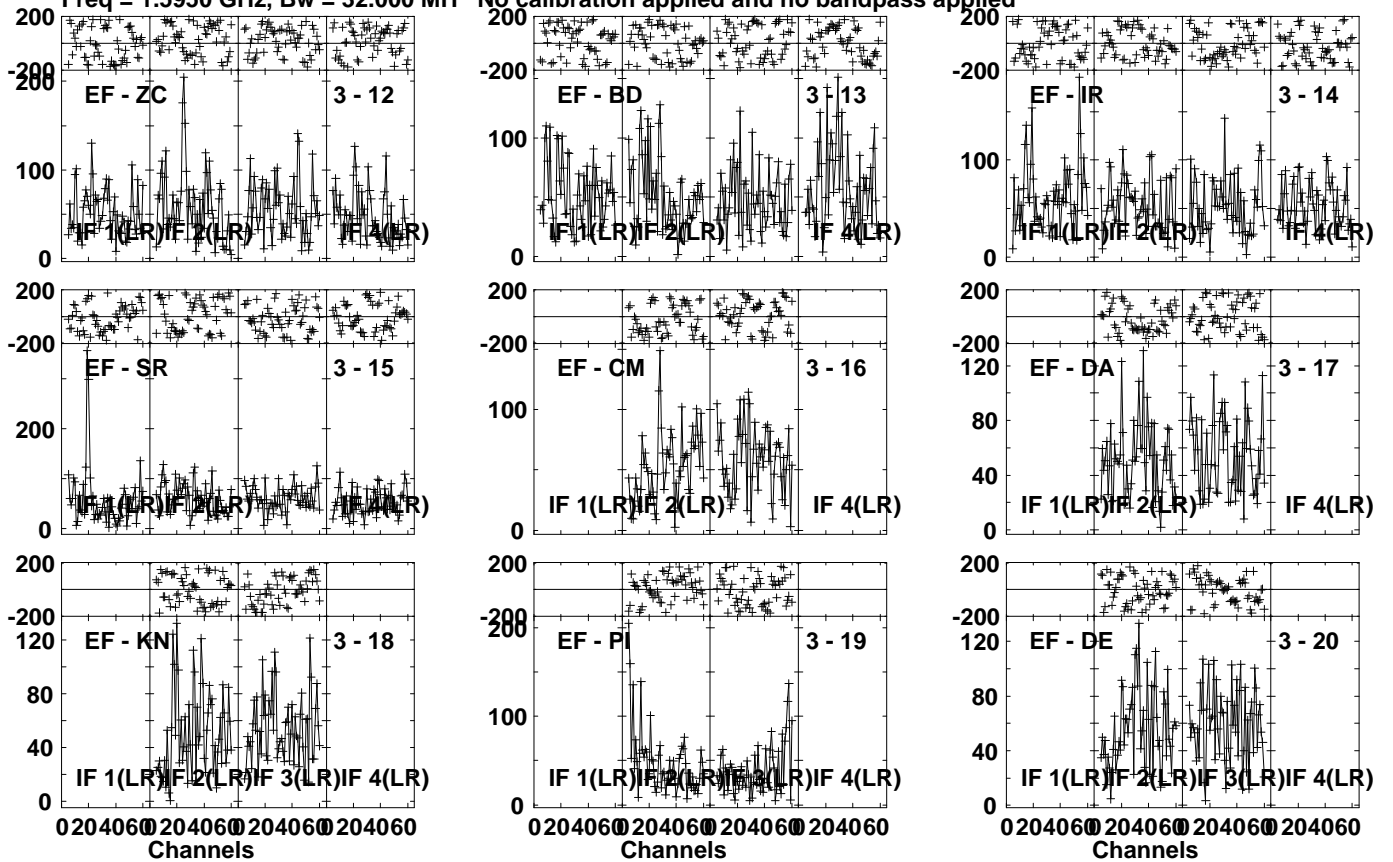 Freq = 1.5950 GHz, Bw = 32.000 MH No calibration applied and no bandpass applied
200 200 200
-200 -200 -200
200
EF - ZC 3 - 12 EF - BD 3 - 13 EF - IR 3 - 14
100 100 100
IF 1(LR) IF 2(LR) IF 4(LR) IF 1(LR) IF 2(LR) IF 4(LR) IF 1(LR) IF 2(LR) IF 4(LR)
0 0 0
200 200 200
-200 -200 -200
EF - SR 3 - 15 EF - CM 3 - 16 EF - DA 3 - 17
120
200 100 80
40
IF 1(LR) IF 2(LR) IF 4(LR) IF 1(LR) IF 2(LR) IF 4(LR) IF 1(LR) IF 2(LR) IF 4(LR)
0 0 0
200 200 200
-200 -200 -200
200
EF - KN 3 - 18 EF - PI 3 - 19 EF - DE 3 - 20
120 120
80 100 80
40 40
IF 1(LR) IF 2(LR) IF 3(LR) IF 4(LR) IF 1(LR) IF 2(LR) IF 3(LR) IF 4(LR) IF 1(LR) IF 2(LR) IF 3(LR) IF 4(LR)
0 0 0
0 20 40 60 0 20 40 60 0 20 40 60 0 20 40 60 0 20 40 60 0 20 40 60
0 20 40 60 0 20 40 60 0 20 40 60 0 20 40 60 0 20 40 60 0 20 40 60
Channels Channels Channels